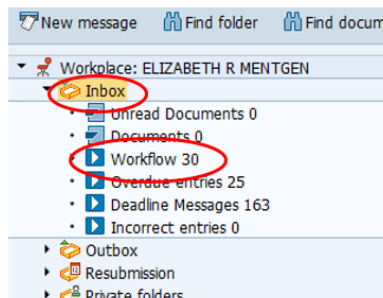 New message Find folder Find docum
Workplace: ELIZABETH R MENTGEN
Inbox
Unread Documents 0
Documents 0
Workflow 30
Overdue entries 25
Deadline Messages 163
Incorrect entries 0
Outbox
Resubmission
Private folders